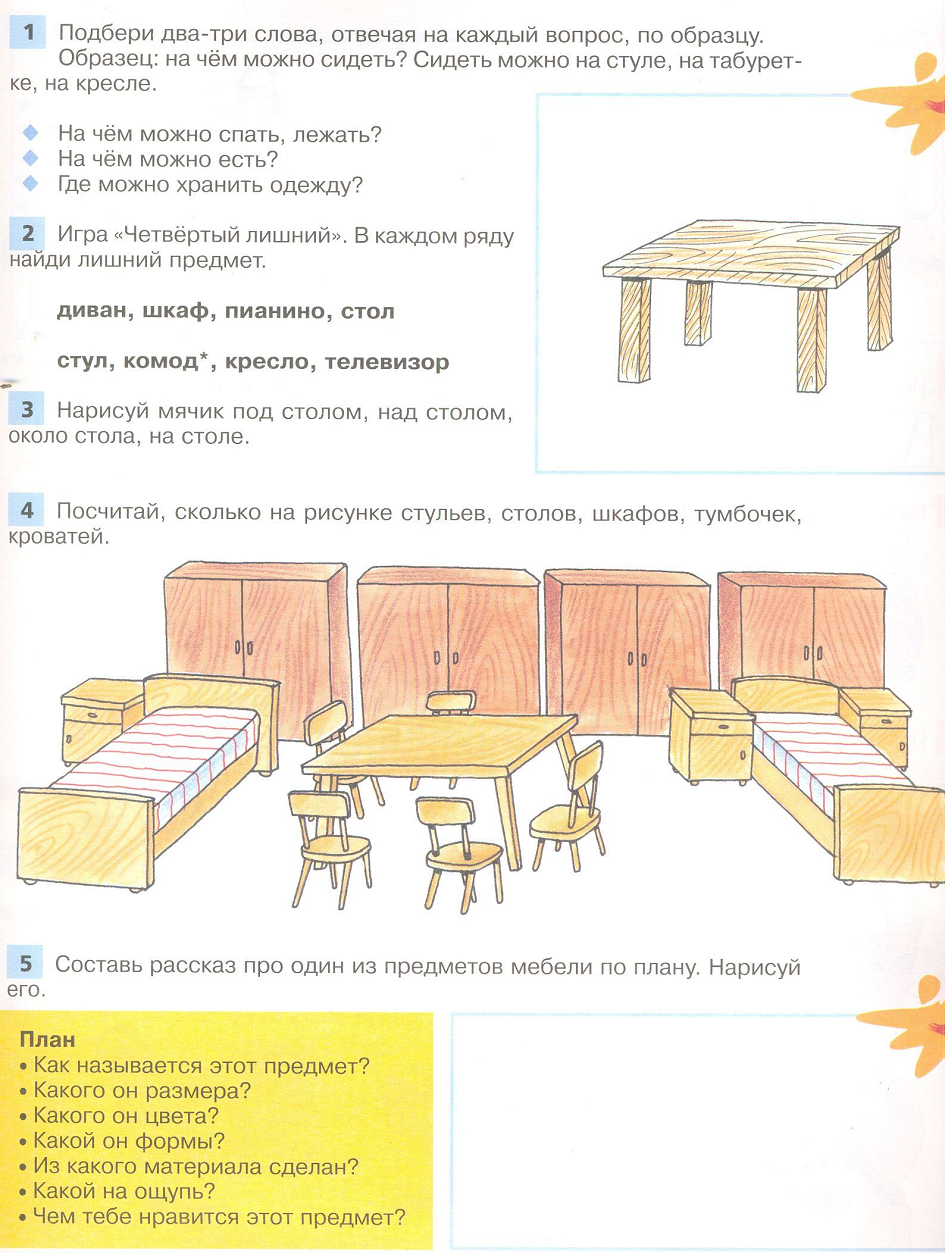 1 Подбери два-три слова, отвечая на каждый вопрос, по образцу.
Образец: на чём можно сидеть? Сидеть можно на стуле, на табурет-
ке, на кресле.
На чём можно спать, лежать?
На чём можно есть?
Где можно хранить одежду?
2 Игра «Четвёртый лишний». В каждом ряду
найди лишний предмет.
диван, шкаф, пианино, стол
стул, комод*, кресло, телевизор
3 Нарисуй мячик под столом, над столом,
около стола, на столе.
4 Посчитай, сколько на рисунке стульев, столов, шкафов, тумбочек,
кроватей.
5 Составь рассказ про один из предметов мебели по плану. Нарисуй
его.
План
• Как называется этот предмет?
• Какого он размера?
• Какого он цвета?
• Какой он формы?
• Из какого материала сделан?
• Какой на ощупь?
• Чем тебе нравится этот предмет?